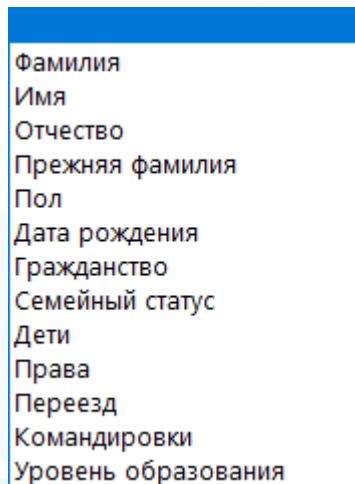 Фамилия
Имя
Отчество
Прежняя фамилия
Пол
Дата рождения
Гражданство
Семейный статус
Дети
Права
Переезд
Командировки
Уровень образования